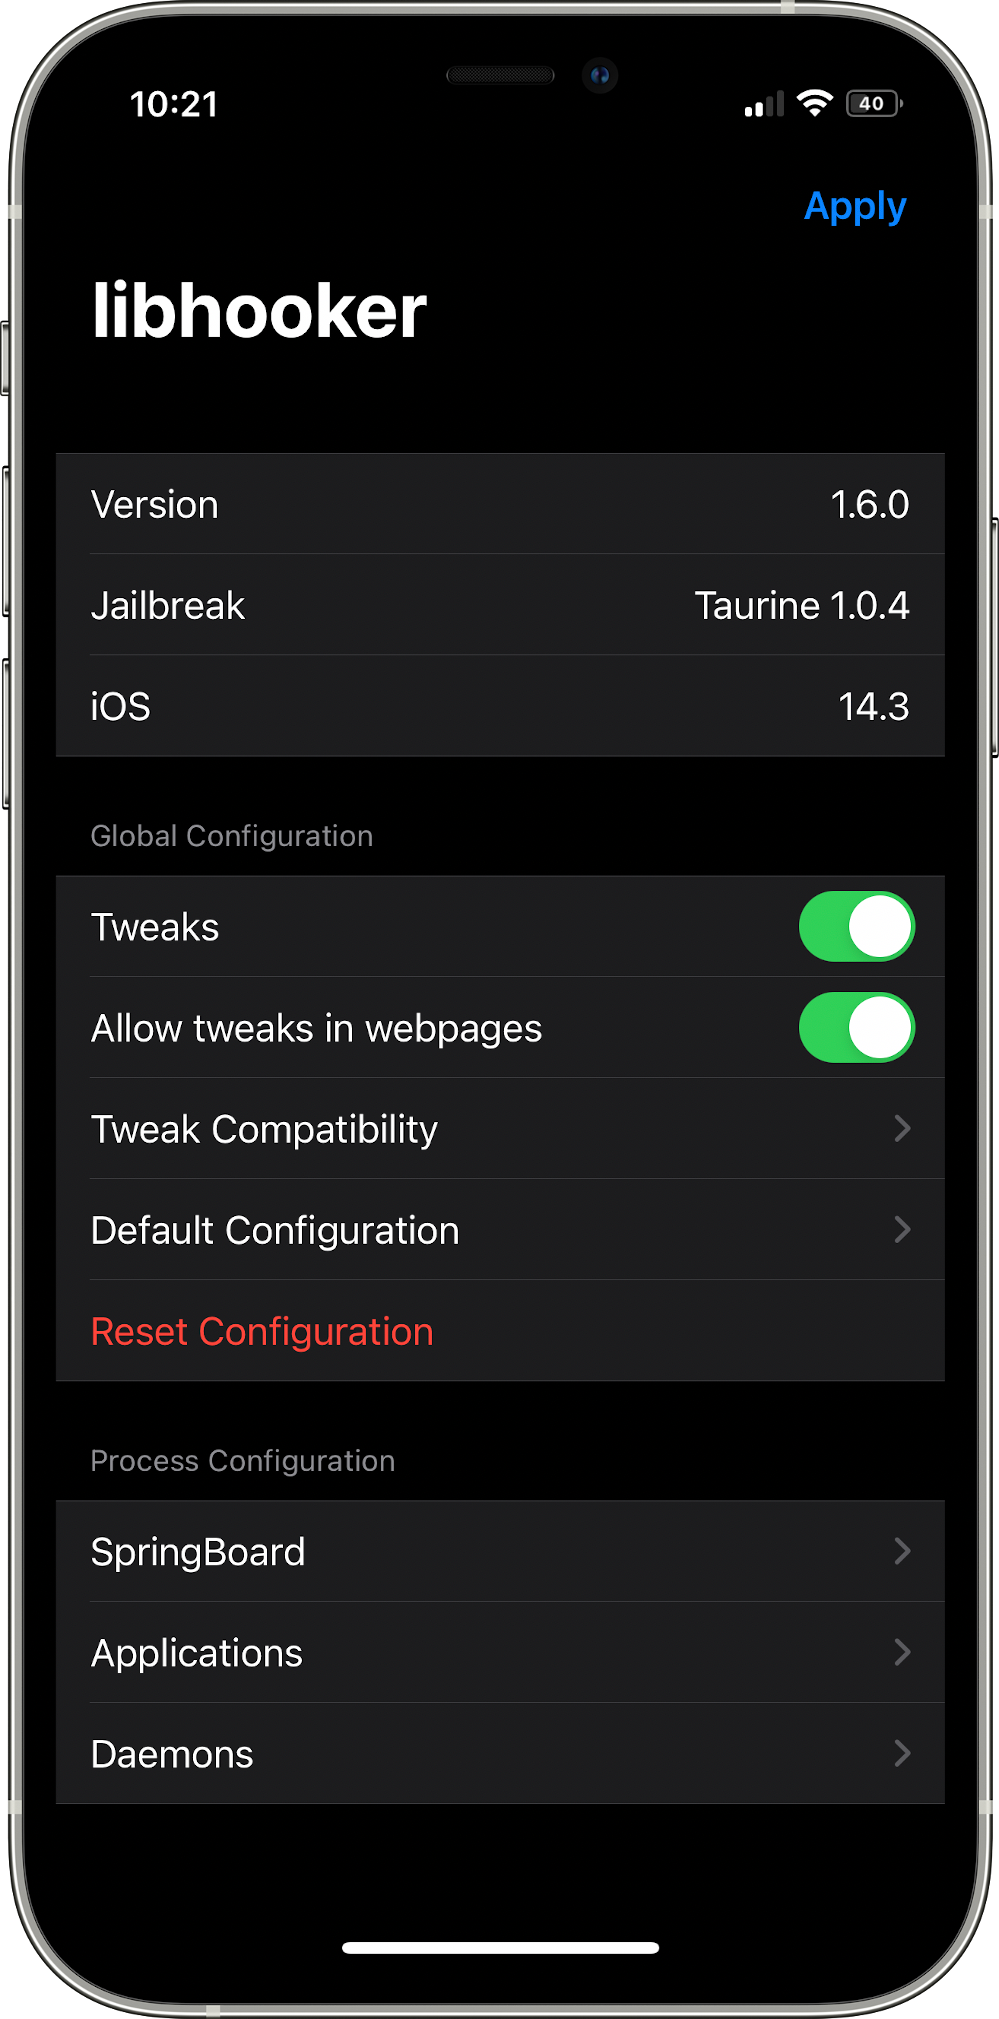 10:21
40
Apply
libhooker
Version 1.6.0
Jailbreak Taurine 1.0.4
iOS 14.3
Global Configuration
Tweaks
Allow tweaks in webpages
Tweak Compatibility
Default Configuration
Reset Configuration
Process Configuration
SpringBoard
Applications
Daemons